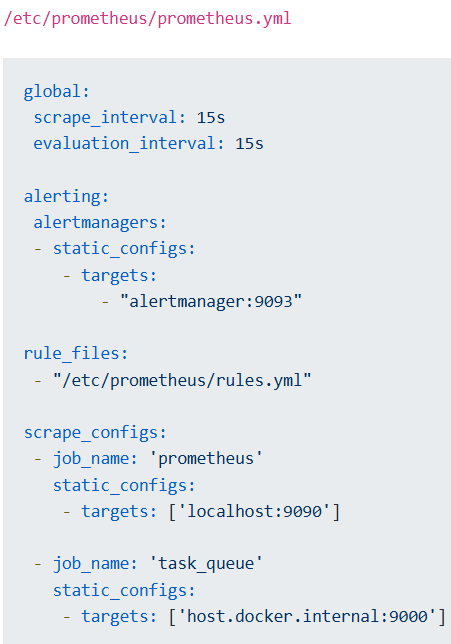 /etc/prometheus/prometheus.yml
global:
 scrape_interval: 15s
 evaluation_interval: 15s
alerting:
 alertmanagers:
 - static_configs:
    - targets:
        - "alertmanager:9093"
rule_files:
 - "/etc/prometheus/rules.yml"
scrape_configs:
 - job_name: 'prometheus'
   static_configs:
    - targets: ['localhost:9090']
 - job_name: 'task_queue'
   static_configs:
    - targets: ['host.docker.internal:9000']